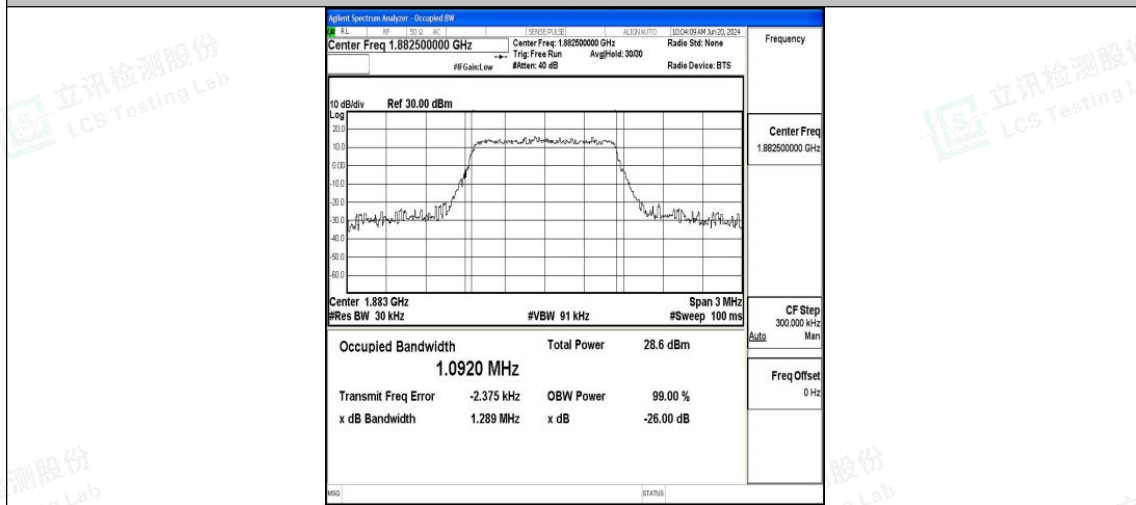 Agilent Spectrum Analyzer - Occupied BW
RL RF 50 Ω AC SENSE:PULSE ALIGN AUTO 10:04:09 AM Jun 20, 2024
Center Freq 1.882500000 GHz
Center Freq: 1.882500000 GHz
Radio Std: None
Trig: Free Run Avg|Hold: 30/30
#IFGain:Low #Atten: 40 dB
Radio Device: BTS
Frequency
10 dB/div Ref 30.00 dBm
Log
20.0
10.0
0.00
-10.0
-20.0
-30.0
-40.0
-50.0
-60.0
Center Freq
1.882500000 GHz
Center 1.883 GHz
Span 3 MHz
#Res BW 30 kHz
#VBW 91 kHz
#Sweep 100 ms
CF Step
300.000 kHz
Auto Man
Occupied Bandwidth
Total Power 28.6 dBm
1.0920 MHz
Freq Offset
0 Hz
Transmit Freq Error -2.375 kHz
OBW Power 99.00 %
x dB Bandwidth 1.289 MHz
x dB -26.00 dB
MSG
STATUS
立讯检测股份
LCS Testing Lab
立讯检测股份
LCS Testing Lab